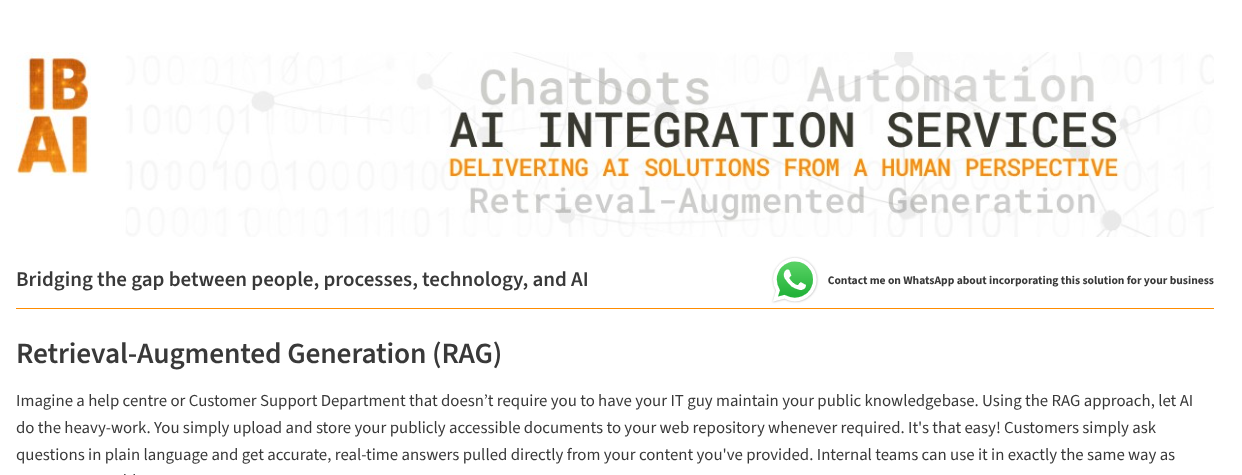 IB
AI
Chatbots Automation
AI INTEGRATION SERVICES
DELIVERING AI SOLUTIONS FROM A HUMAN PERSPECTIVE
Retrieval-Augmented Generation
Bridging the gap between people, processes, technology, and AI
Contact me on WhatsApp about incorporating this solution for your business
Retrieval-Augmented Generation (RAG)
Imagine a help centre or Customer Support Department that doesn’t require you to have your IT guy maintain your public knowledgebase. Using the RAG approach, let AI
do the heavy-work. You simply upload and store your publicly accessible documents to your web repository whenever required. It's that easy! Customers simply ask
questions in plain language and get accurate, real-time answers pulled directly from your content you've provided. Internal teams can use it in exactly the same way as